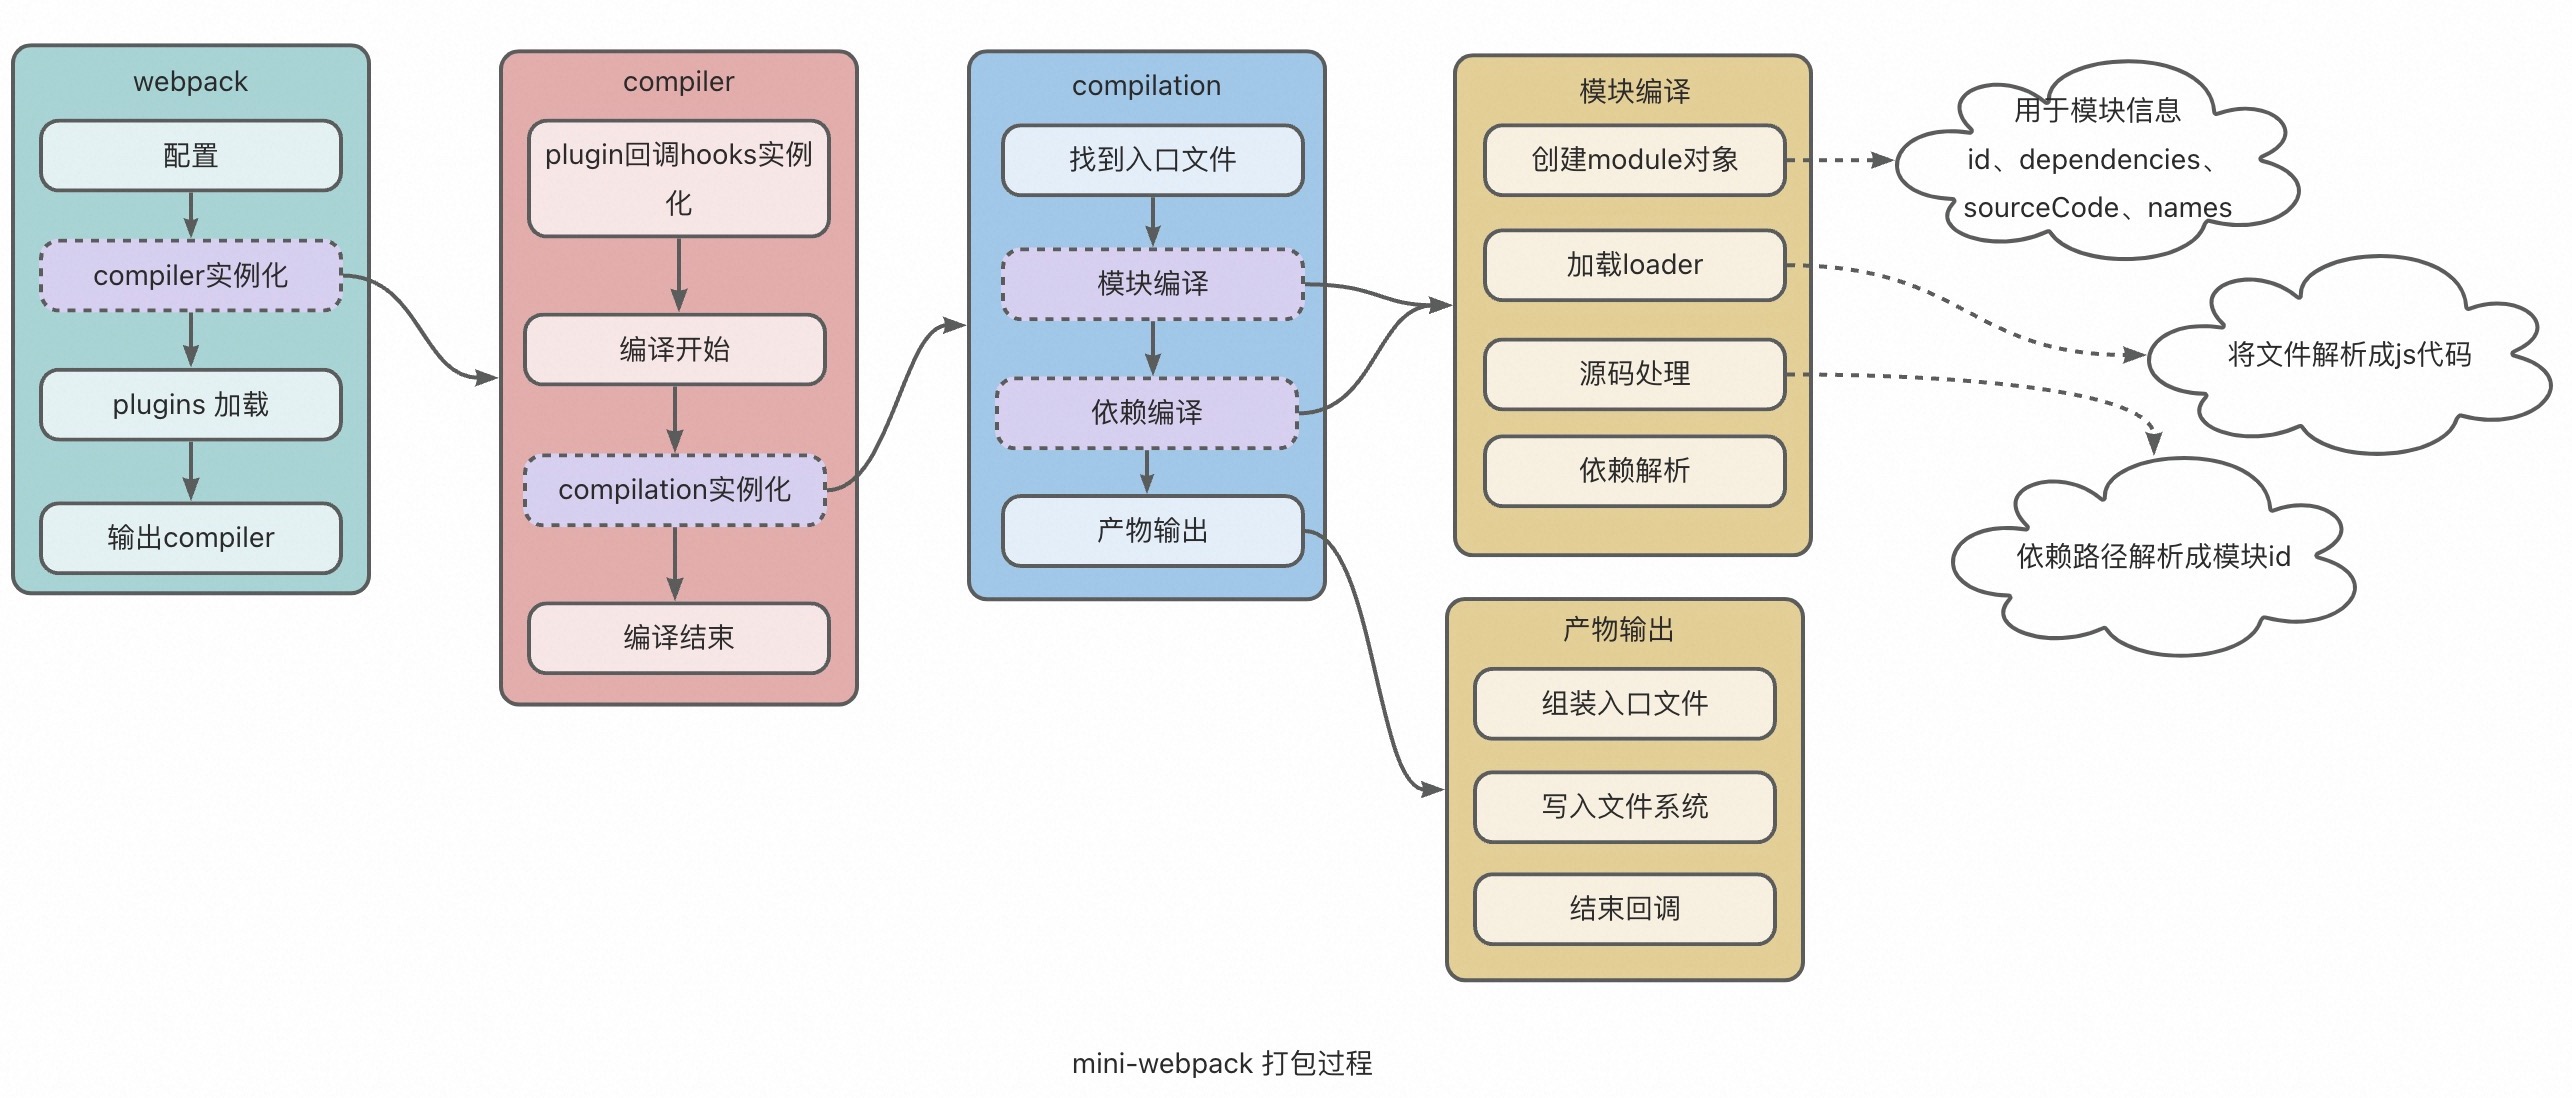 webpack
配置
compiler实例化
plugins 加载
输出compiler
compiler
plugin回调hooks实例
化
编译开始
compilation实例化
编译结束
compilation
找到入口文件
模块编译
依赖编译
产物输出
模块编译
创建module对象
加载loader
源码处理
依赖解析
产物输出
组装入口文件
写入文件系统
结束回调
用于模块信息
id、dependencies、
sourceCode、names
将文件解析成js代码
依赖路径解析成模块id
mini-webpack 打包过程